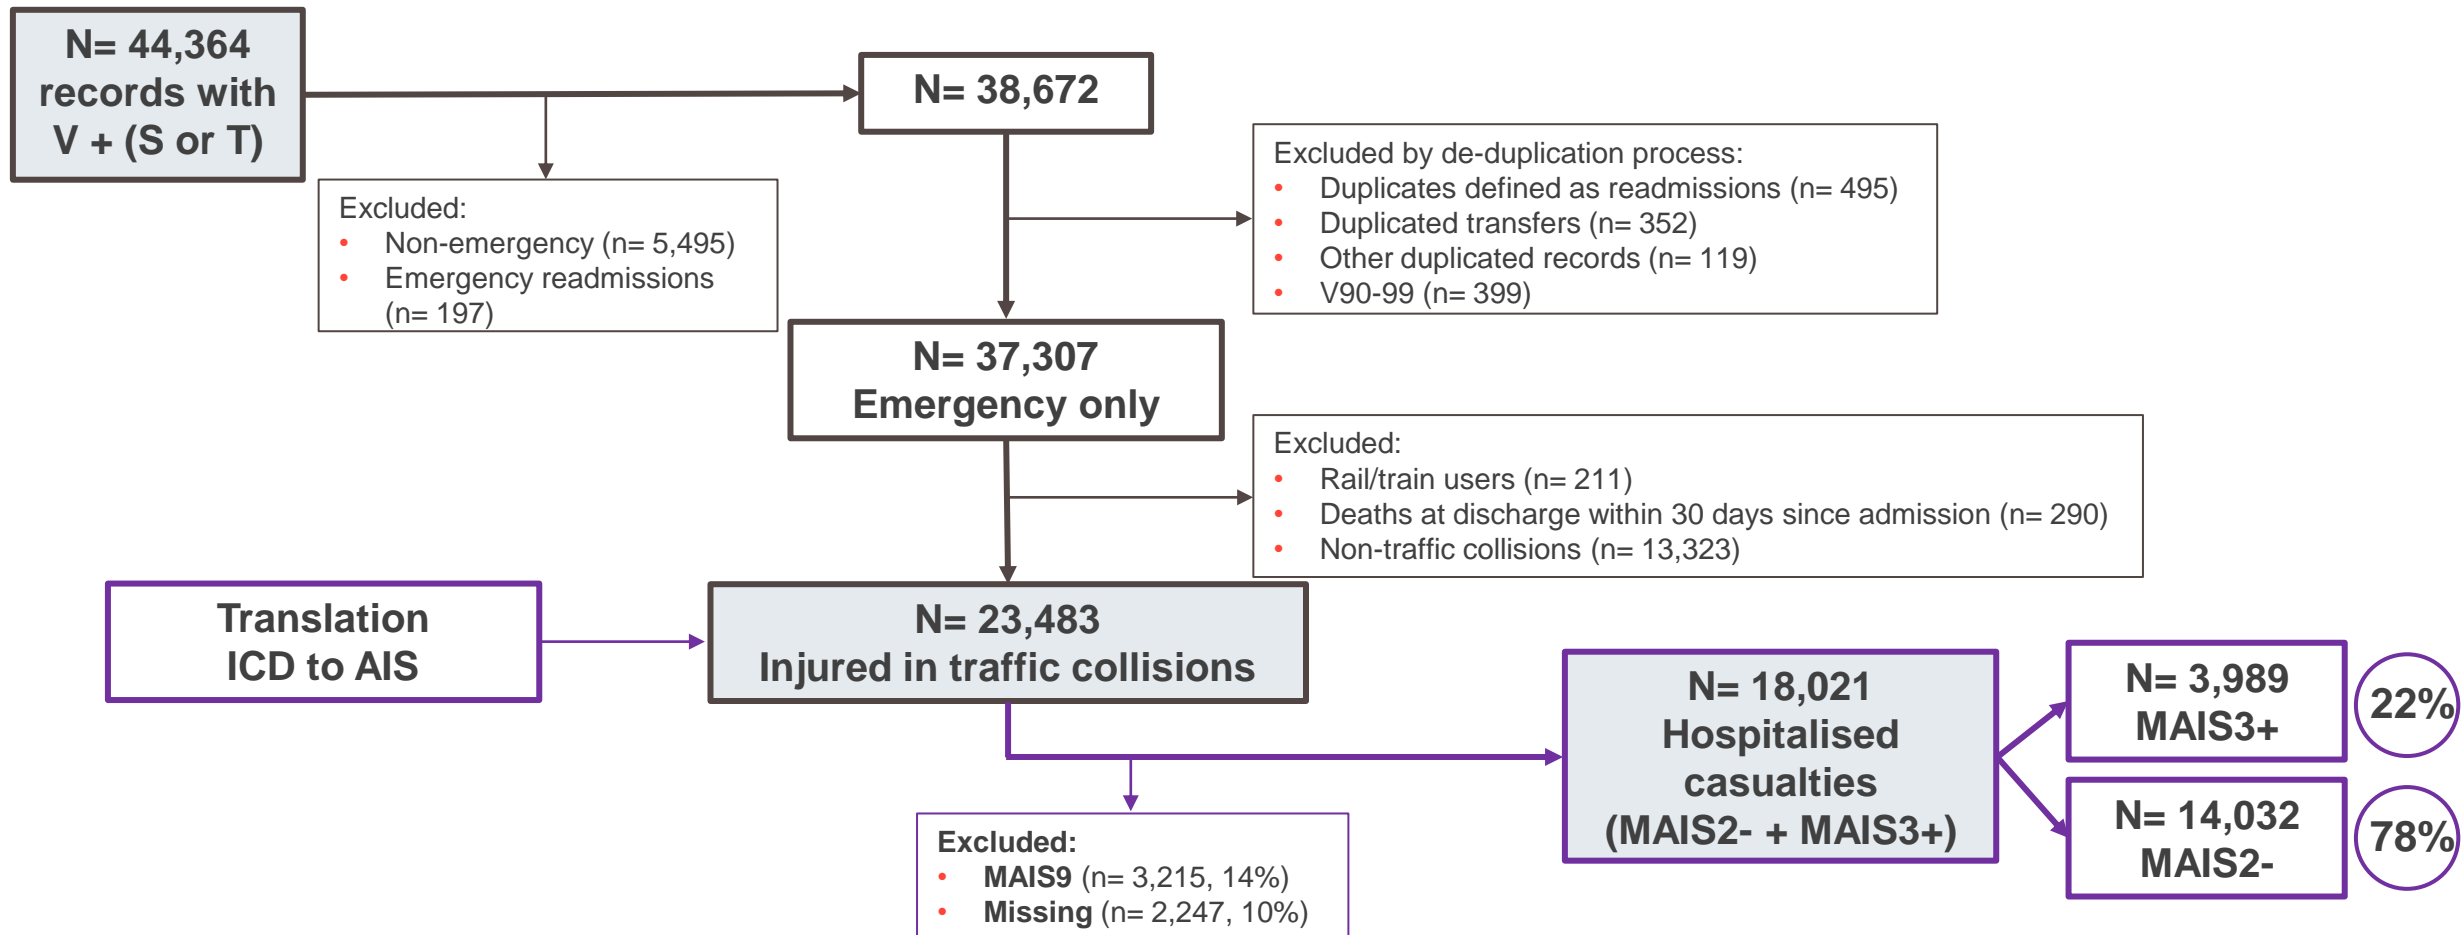 N= 44,364
records with
V + (S or T)
N= 38,672
Excluded:
• Non-emergency (n= 5,495)
• Emergency readmissions
(n= 197)
Excluded by de-duplication process:
• Duplicates defined as readmissions (n= 495)
• Duplicated transfers (n= 352)
• Other duplicated records (n= 119)
• V90-99 (n= 399)
N= 37,307
Emergency only
Excluded:
• Rail/train users (n= 211)
• Deaths at discharge within 30 days since admission (n= 290)
• Non-traffic collisions (n= 13,323)
Translation
ICD to AIS
N= 23,483
Injured in traffic collisions
Excluded:
• MAIS9 (n= 3,215, 14%)
• Missing (n= 2,247, 10%)
N= 18,021
Hospitalised
casualties
(MAIS2- + MAIS3+)
N= 3,989
MAIS3+
22%
N= 14,032
MAIS2-
78%